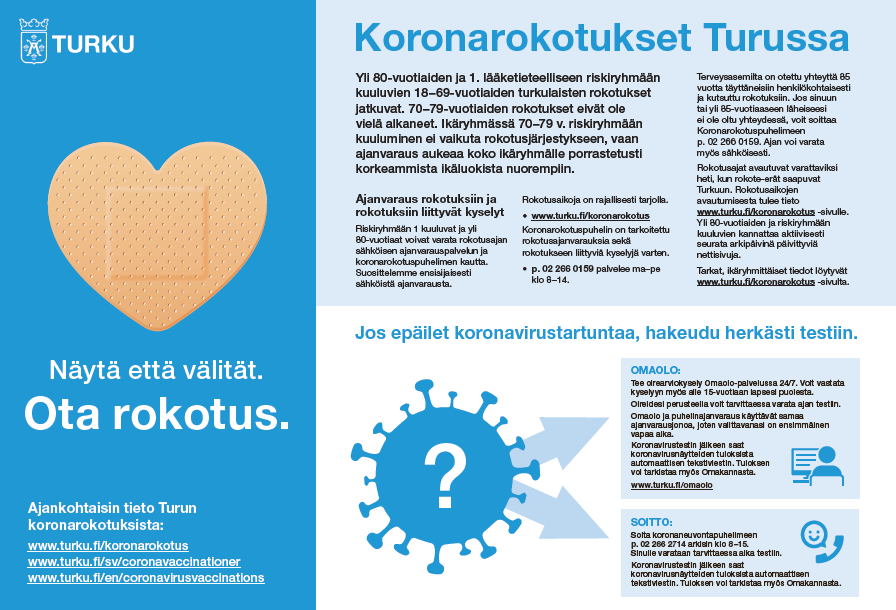 TURKU
Näytä että välität.
Ota rokotus.
Ajankohtaisin tieto Turun
koronarokotuksista:
www.turku.fi/koronarokotus
www.turku.fi/sv/coronavaccinationer
www.turku.fi/en/coronavirusvaccinations
Koronarokotukset Turussa
Yli 80-vuotiaiden ja 1. lääketieteelliseen riskiryhmään
kuuluvien 18–69-vuotiaiden turkulaisten rokotukset
jatkuvat. 70–79-vuotiaiden rokotukset eivät ole
vielä alkaneet. Ikäryhmässä 70–79 v. riskiryhmään
kuuluminen ei vaikuta rokotusjärjestykseen, vaan
ajanvaraus aukeaa koko ikäryhmälle porrastetusti
korkeammista ikäluokista nuorempiin.
Ajanvaraus rokotuksiin ja
rokotuksiin liittyvät kyselyt
Riskiryhmään 1 kuuluvat ja yli
80-vuotiaat voivat varata rokotusajan
sähköisen ajanvarauspalvelun ja
koronarokotuspuhelimen kautta.
Suosittelemme ensisijaisesti
sähköistä ajanvarausta.
Rokotusaikoja on rajallisesti tarjolla.
• www.turku.fi/koronarokotus
Koronarokotuspuhelin on tarkoitettu
rokotusajanvarauksia sekä
rokotukseen liittyviä kyselyjä varten.
• p. 02 266 0159 palvelee ma–pe
klo 8–14.
Terveysasemilta on otettu yhteyttä 85
vuotta täyttäneisiin henkilökohtaisesti
ja kutsuttu rokotuksiin. Jos sinuun
tai yli 85-vuotiaaseen läheiseesi
ei ole oltu yhteydessä, voit soittaa
Koronarokotuspuhelimeen
p. 02 266 0159. Ajan voi varata
myös sähköisesti.
Rokotusajat avautuvat varattaviksi
heti, kun rokote-erät saapuvat
Turkuun. Rokotusaikojen
avautumisesta tulee tieto
www.turku.fi/koronarokotus -sivulle.
Yli 80-vuotiaiden ja riskiryhmään
kuuluvien kannattaa aktiivisesti
seurata arkipäivinä päivittyviä
nettisivuja.
Tarkat, ikäryhmittäiset tiedot löytyvät
www.turku.fi/koronarokotus -sivulta.
Jos epäilet koronavirustartuntaa, hakeudu herkästi testiin.
?
OMAOLO:
Tee oirearviokysely Omaolo-palvelussa 24/7. Voit vastata
kyselyyn myös alle 15-vuotiaan lapsesi puolesta.
Oireidesi perusteella voit tarvittaessa varata ajan testiin.
Omaolo ja puhelinajanvaraus käyttävät samaa
ajanvarausjonoa, joten valittavanasi on ensimmäinen
vapaa aika.
Koronavirustestin jälkeen saat
koronavirusnäytteiden tuloksista
automaattisen tekstiviestin. Tuloksen
voi tarkistaa myös Omakannasta.
www.turku.fi/omaolo
SOITTO:
Soita koronaneuvontapuhelimeen
p. 02 266 2714 arkisin klo 8–15.
Sinulle varataan tarvittaessa aika testiin.
Koronavirustestin jälkeen saat
koronavirusnäytteiden tuloksista automaattisen
tekstiviestin. Tuloksen voi tarkistaa myös Omakannasta.